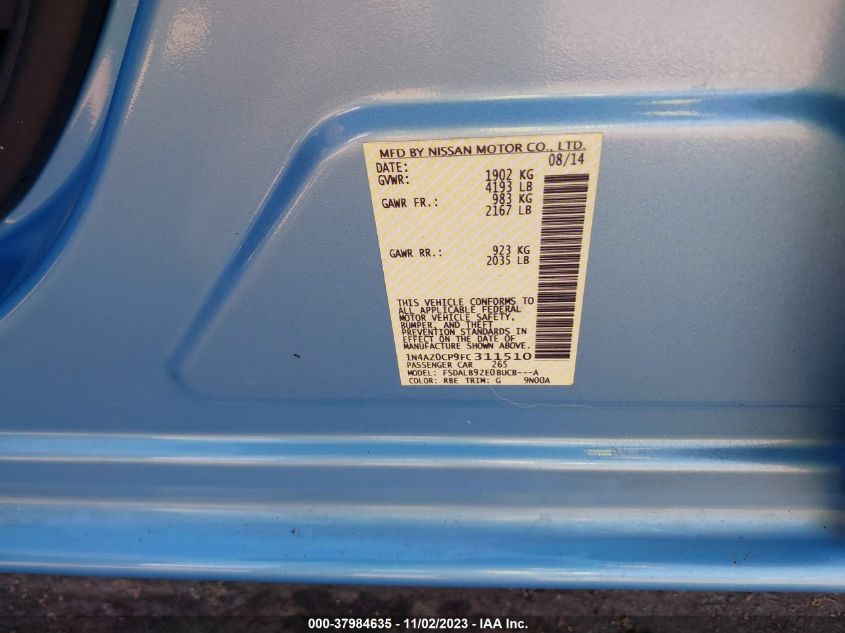 MFD BY NISSAN MOTOR CO., LTD.
DATE: 08/14
GVWR: 1902 KG
4193 LB
GAWR FR.: 983 KG
2167 LB
GAWR RR.: 923 KG
2035 LB
THIS VEHICLE CONFORMS TO
ALL APPLICABLE FEDERAL
MOTOR VEHICLE SAFETY,
BUMPER, AND THEFT
PREVENTION STANDARDS IN
EFFECT ON THE DATE OF
MANUFACTURE SHOWN ABOVE.
1N4AZ0CP9FC311510
PASSENGER CAR 265
MODEL: FSDALB9ZE0BUCB---A
COLOR: RBE TRIM: G 9N00A
000-37984635 - 11/02/2023 - IAA Inc.